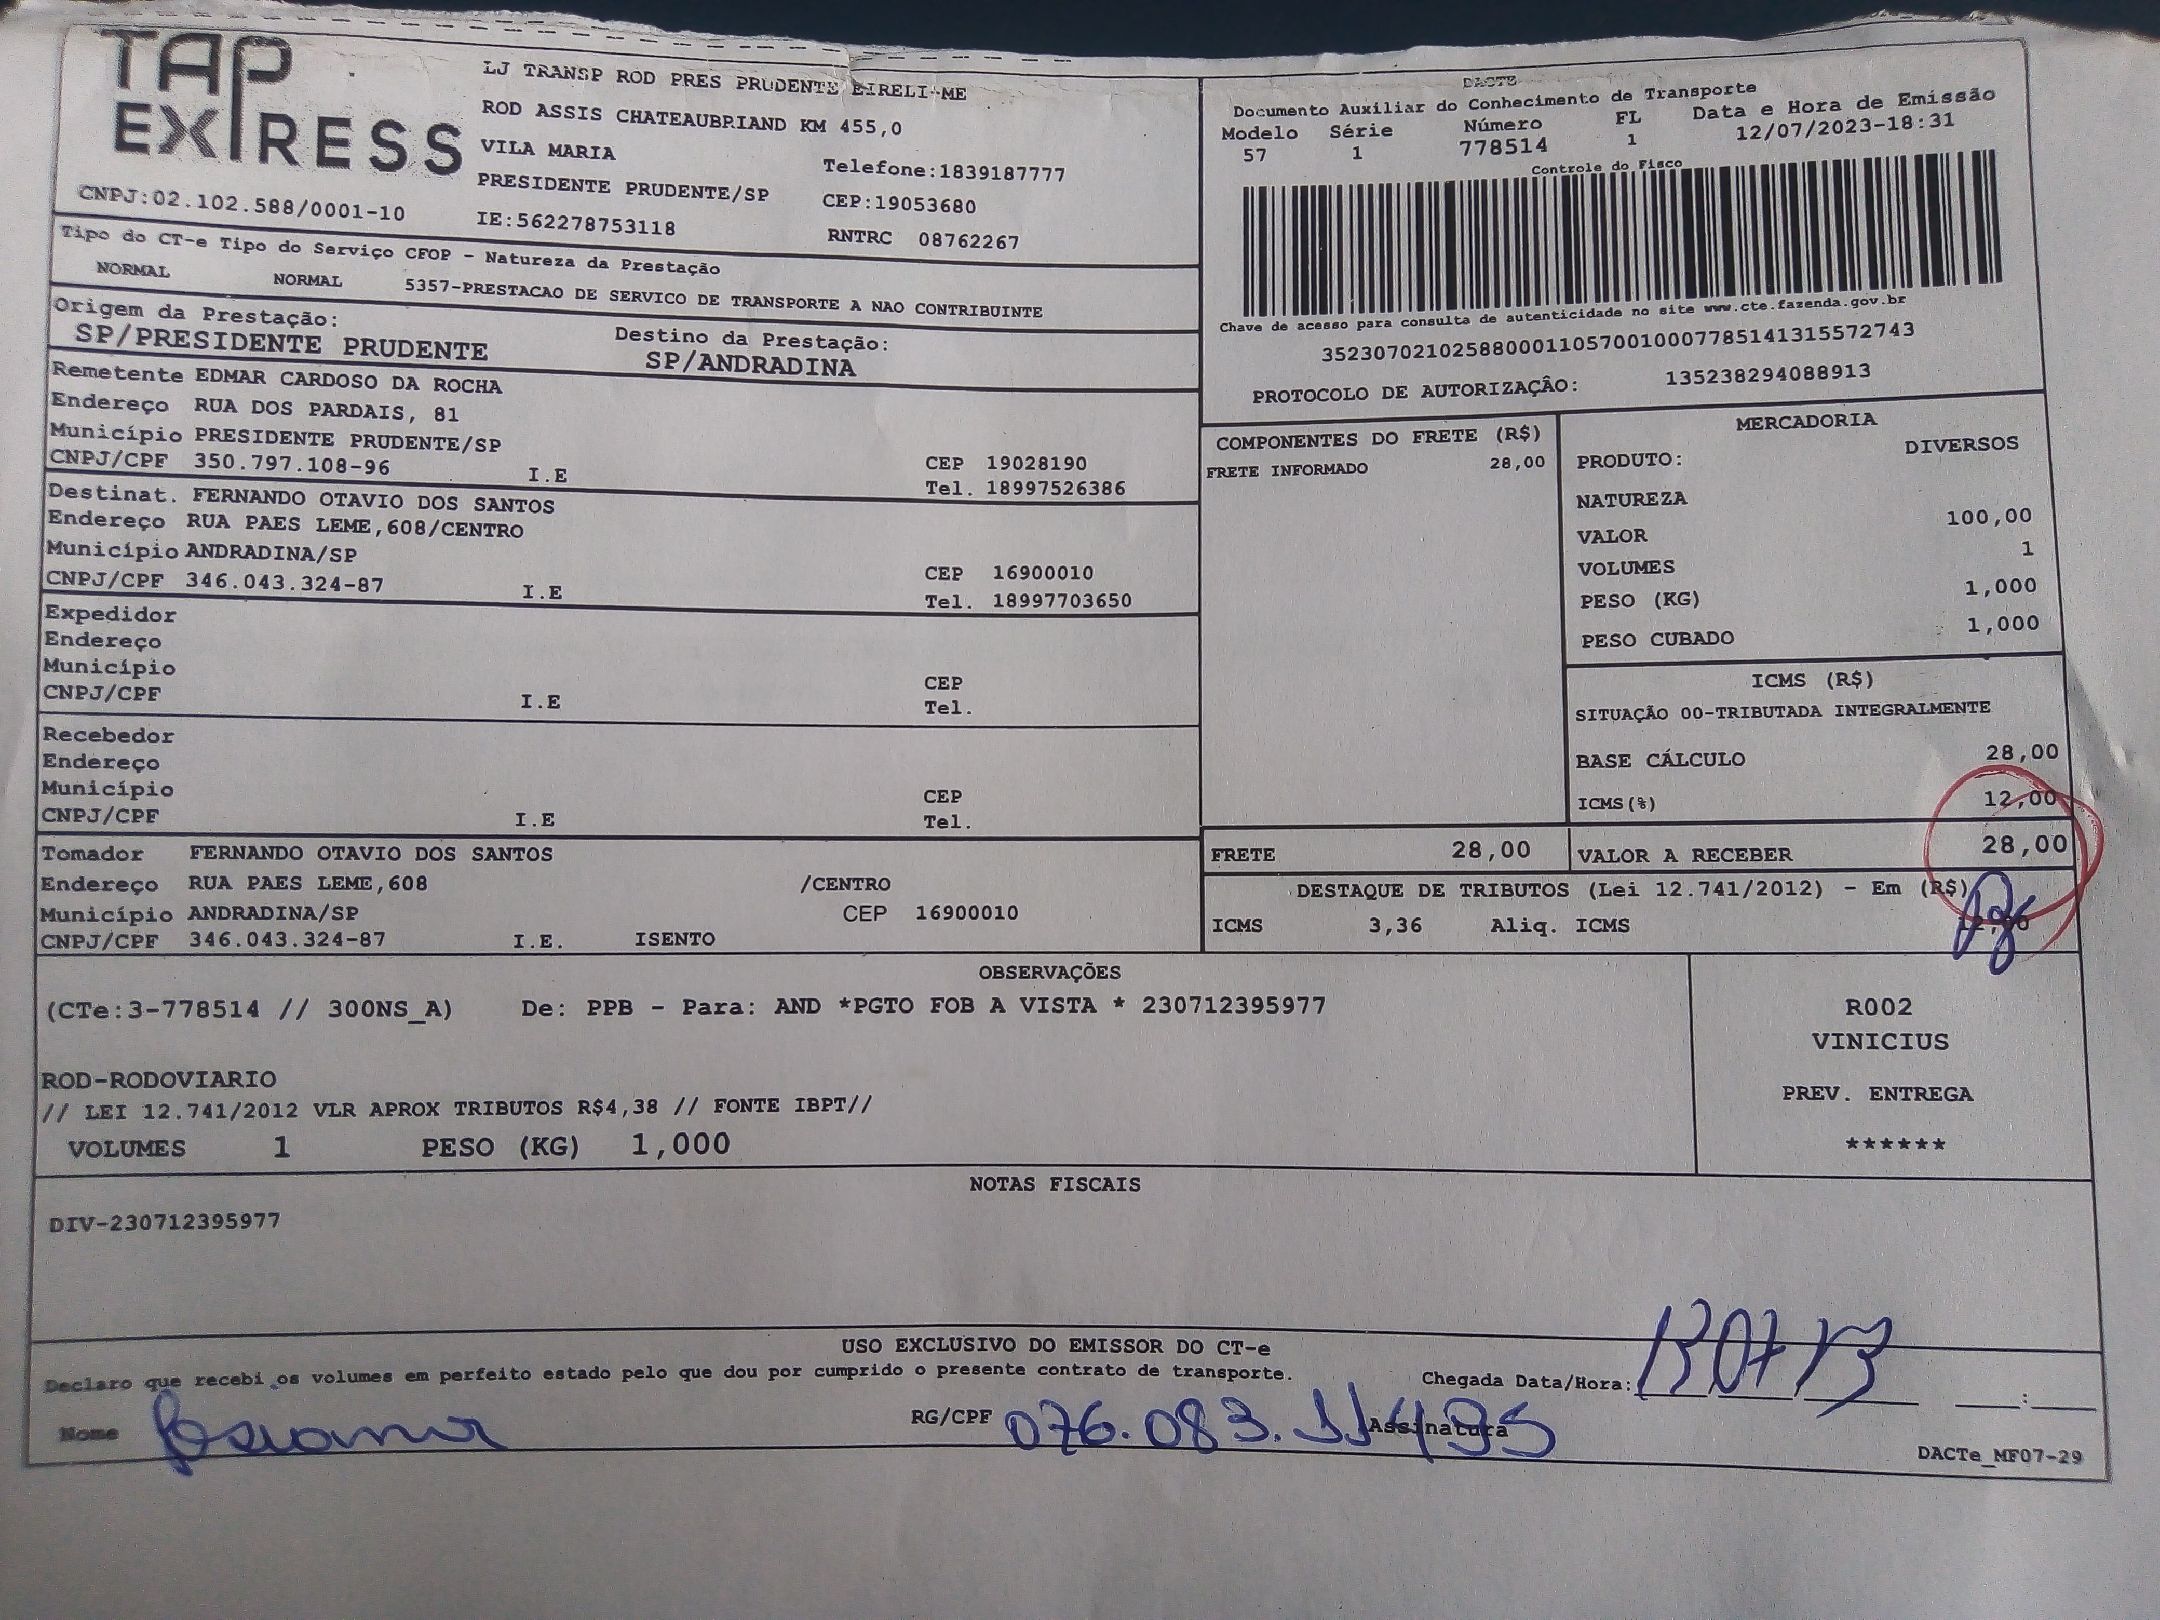 TAP EXPRESS
CNPJ:02.102.588/0001-10
LJ TRANSP ROD PRES PRUDENTE EIRELI-ME
ROD ASSIS CHATEAUBRIAND KM 455,0
VILA MARIA
Telefone:1839187777
PRESIDENTE PRUDENTE/SP CEP:19053680
IE:562278753118 RNTRC 08762267
DACTE
Documento Auxiliar do Conhecimento de Transporte
Modelo Série Número FL Data e Hora de Emissão
57 1 778514 1 12/07/2023-18:31
Controle do Fisco
Chave de acesso para consulta de autenticidade no site www.cte.fazenda.gov.br
35230702102588000110570010007785141315572743
PROTOCOLO DE AUTORIZAÇÃO: 135238294088913
Tipo do CT-e Tipo do Serviço CFOP - Natureza da Prestação
NORMAL NORMAL 5357-PRESTACAO DE SERVICO DE TRANSPORTE A NAO CONTRIBUINTE
Origem da Prestação: Destino da Prestação:
SP/PRESIDENTE PRUDENTE SP/ANDRADINA
Remetente EDMAR CARDOSO DA ROCHA
Endereço RUA DOS PARDAIS, 81
Município PRESIDENTE PRUDENTE/SP CEP 19028190
CNPJ/CPF 350.797.108-96 I.E Tel. 18997526386
Destinat. FERNANDO OTAVIO DOS SANTOS
Endereço RUA PAES LEME,608/CENTRO
Município ANDRADINA/SP CEP 16900010
CNPJ/CPF 346.043.324-87 I.E Tel. 18997703650
Expedidor
Endereço
Município CEP
CNPJ/CPF I.E Tel.
Recebedor
Endereço
Município CEP
CNPJ/CPF I.E Tel.
Tomador FERNANDO OTAVIO DOS SANTOS
Endereço RUA PAES LEME,608 /CENTRO
Município ANDRADINA/SP CEP 16900010
CNPJ/CPF 346.043.324-87 I.E. ISENTO
COMPONENTES DO FRETE (R$)
FRETE INFORMADO 28,00
MERCADORIA
PRODUTO: DIVERSOS
NATUREZA
VALOR 100,00
VOLUMES 1
PESO (KG) 1,000
PESO CUBADO 1,000
ICMS (R$)
SITUAÇÃO 00-TRIBUTADA INTEGRALMENTE
BASE CÁLCULO 28,00
ICMS(%) 12,00
FRETE 28,00 VALOR A RECEBER 28,00
DESTAQUE DE TRIBUTOS (Lei 12.741/2012) - Em (R$)
ICMS 3,36 Aliq. ICMS 12,00
OBSERVAÇÕES
(CTe:3-778514 // 300NS_A) De: PPB - Para: AND *PGTO FOB A VISTA * 230712395977
ROD-RODOVIARIO
// LEI 12.741/2012 VLR APROX TRIBUTOS R$4,38 // FONTE IBPT//
VOLUMES 1 PESO (KG) 1,000
R002
VINICIUS
PREV. ENTREGA
******
NOTAS FISCAIS
DIV-230712395977
USO EXCLUSIVO DO EMISSOR DO CT-e
Declaro que recebi os volumes em perfeito estado pelo que dou por cumprido o presente contrato de transporte.
Chegada Data/Hora: :
Nome RG/CPF 076.083. Assinatura
DACTe_MF07-29